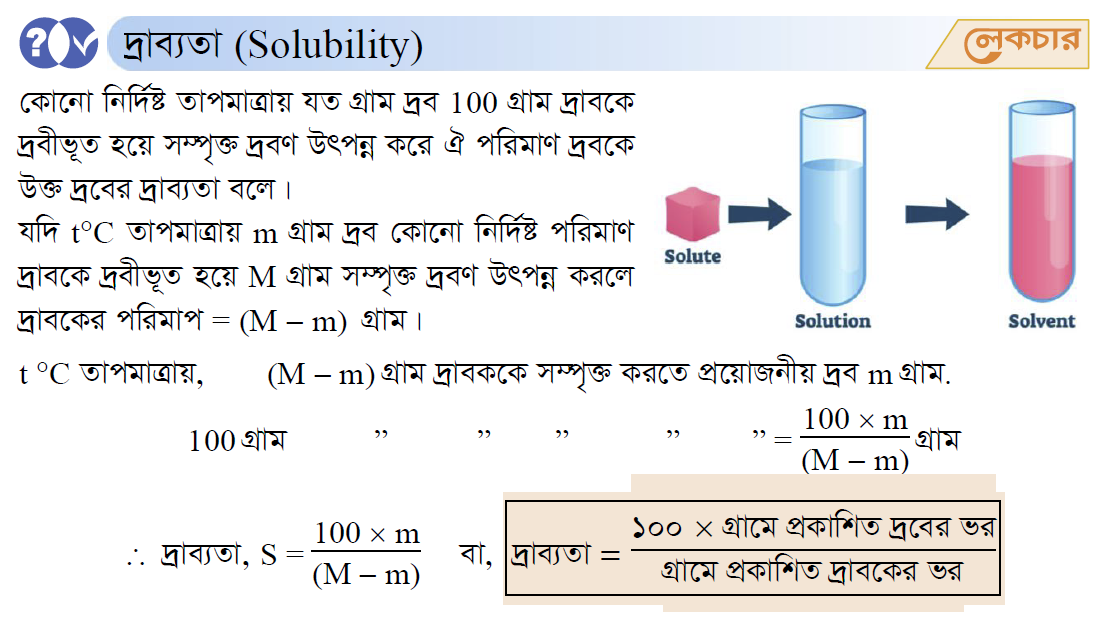 দ্রাব্যতা (Solubility)
লেকচার
কোনো নির্দিষ্ট তাপমাত্রায় যত গ্রাম দ্রব 100 গ্রাম দ্রাবকে
দ্রবীভূত হয়ে সম্পৃক্ত দ্রবণ উৎপন্ন করে ঐ পরিমাণ দ্রবকে
উক্ত দ্রবের দ্রাব্যতা বলে।
যদি t°C তাপমাত্রায় m গ্রাম দ্রব কোনো নির্দিষ্ট পরিমাণ
দ্রাবকে দ্রবীভূত হয়ে M গ্রাম সম্পৃক্ত দ্রবণ উৎপন্ন করলে
দ্রাবকের পরিমাপ = (M – m) গ্রাম।
Solute
Solution
Solvent
t °C তাপমাত্রায়, (M – m) গ্রাম দ্রাবককে সম্পৃক্ত করতে প্রয়োজনীয় দ্রব m গ্রাম.
100 গ্রাম ” ” ” ” ” = 100 × m / (M – m) গ্রাম
∴ দ্রাব্যতা, S = 100 × m / (M – m) বা, দ্রাব্যতা = ১০০ × গ্রামে প্রকাশিত দ্রবের ভর / গ্রামে প্রকাশিত দ্রাবকের ভর